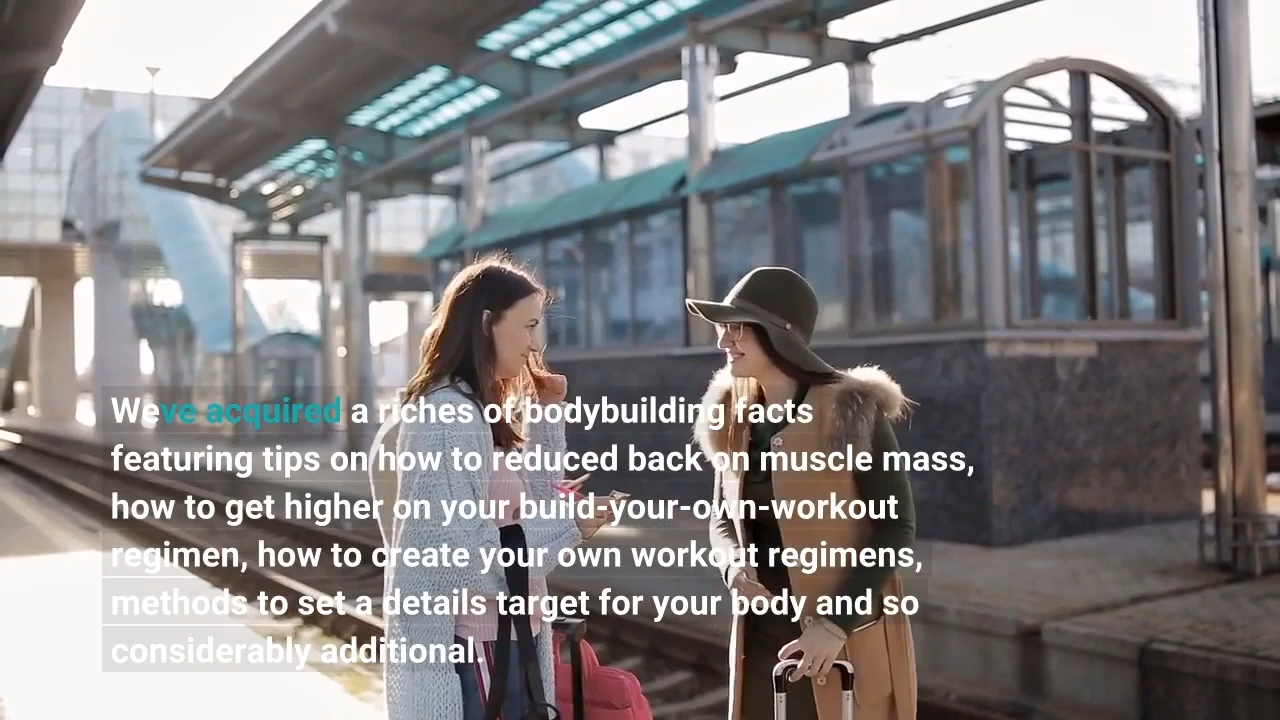 Weve acquired a riches of bodybuilding facts
featuring tips on how to reduced back on muscle mass,
how to get higher on your build-your-own-workout
regimen, how to create your own workout regimens,
methods to set a details target for your body and so
considerably additional.